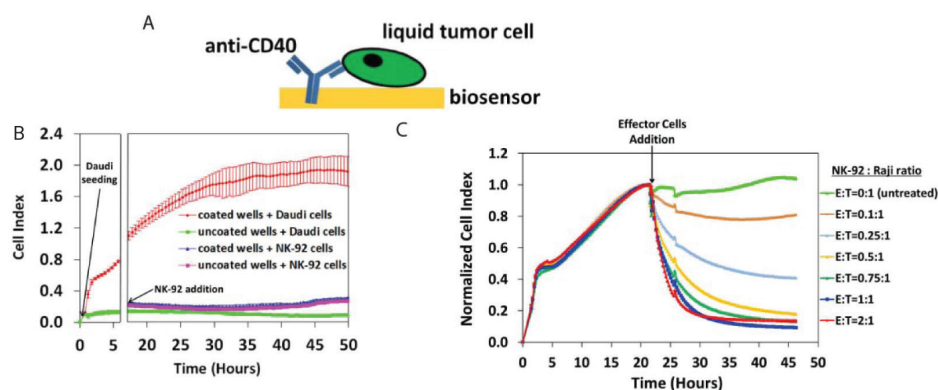 A
anti-CD40
liquid tumor cell
biosensor
B
Cell Index
2.4
2.0
1.6
1.2
0.8
0.4
0.0
Daudi
seeding
coated wells + Daudi cells
uncoated wells + Daudi cells
coated wells + NK-92 cells
uncoated wells + NK-92 cells
NK-92 addition
0 5 15 20 25 30 35 40 45 50
Time (Hours)
C
Effector Cells
Addition
Normalized Cell Index
1.2
1.0
0.8
0.6
0.4
0.2
0.0
0 5 10 15 20 25 30 35 40 45 50
Time (Hours)
NK-92 : Raji ratio
E:T=0:1 (untreated)
E:T=0.1:1
E:T=0.25:1
E:T=0.5:1
E:T=0.75:1
E:T=1:1
E:T=2:1